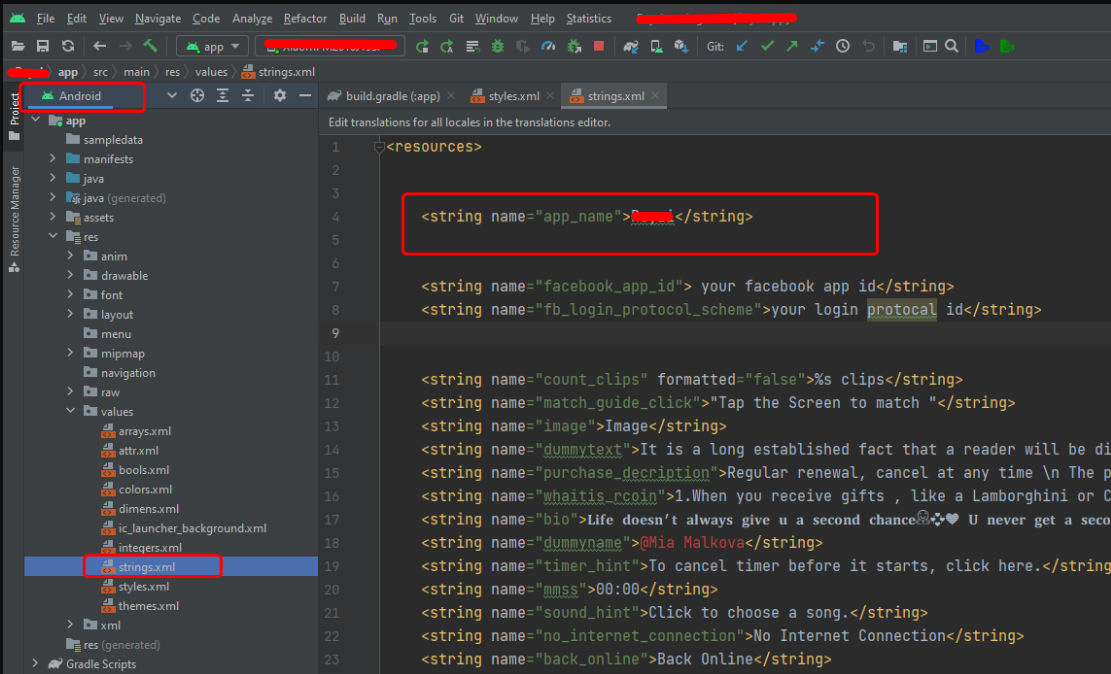 File Edit View Navigate Code Analyze Refactor Build Run Tools Git Window Help Statistics
app Git:
app src main res values strings.xml
Project
Resource Manager
Android
build.gradle (:app) styles.xml strings.xml
Edit translations for all locales in the translations editor.
app
sampledata
manifests
java
java (generated)
assets
res
anim
drawable
font
layout
menu
mipmap
navigation
raw
values
arrays.xml
attr.xml
bools.xml
colors.xml
dimens.xml
ic_launcher_background.xml
integers.xml
strings.xml
styles.xml
themes.xml
xml
res (generated)
Gradle Scripts
1 <resources>
2
3
4 <string name="app_name"></string>
5
6
7 <string name="facebook_app_id"> your facebook app id</string>
8 <string name="fb_login_protocol_scheme">your login protocal id</string>
9
10
11 <string name="count_clips" formatted="false">%s clips</string>
12 <string name="match_guide_click">"Tap the Screen to match "</string>
13 <string name="image">Image</string>
14 <string name="dummytext">It is a long established fact that a reader will be di
15 <string name="purchase_decription">Regular renewal, cancel at any time \n The p
16 <string name="whaitis_rcoin">1.When you receive gifts , like a Lamborghini or C
17 <string name="bio">𝐋𝐢𝐟𝐞 𝐝𝐨𝐞𝐬𝐧'𝐭 𝐚𝐥𝐰𝐚𝐲𝐬 𝐠𝐢𝐯𝐞 𝐮 𝐚 𝐬𝐞𝐜𝐨𝐧𝐝 𝐜𝐡𝐚𝐧𝐜𝐞 𝐔 𝐧𝐞𝐯𝐞𝐫 𝐠𝐞𝐭 𝐚 𝐬𝐞𝐜𝐨
18 <string name="dummyname">@Mia Malkova</string>
19 <string name="timer_hint">To cancel timer before it starts, click here.</string
20 <string name="mmss">00:00</string>
21 <string name="sound_hint">Click to choose a song.</string>
22 <string name="no_internet_connection">No Internet Connection</string>
23 <string name="back_online">Back Online</string>